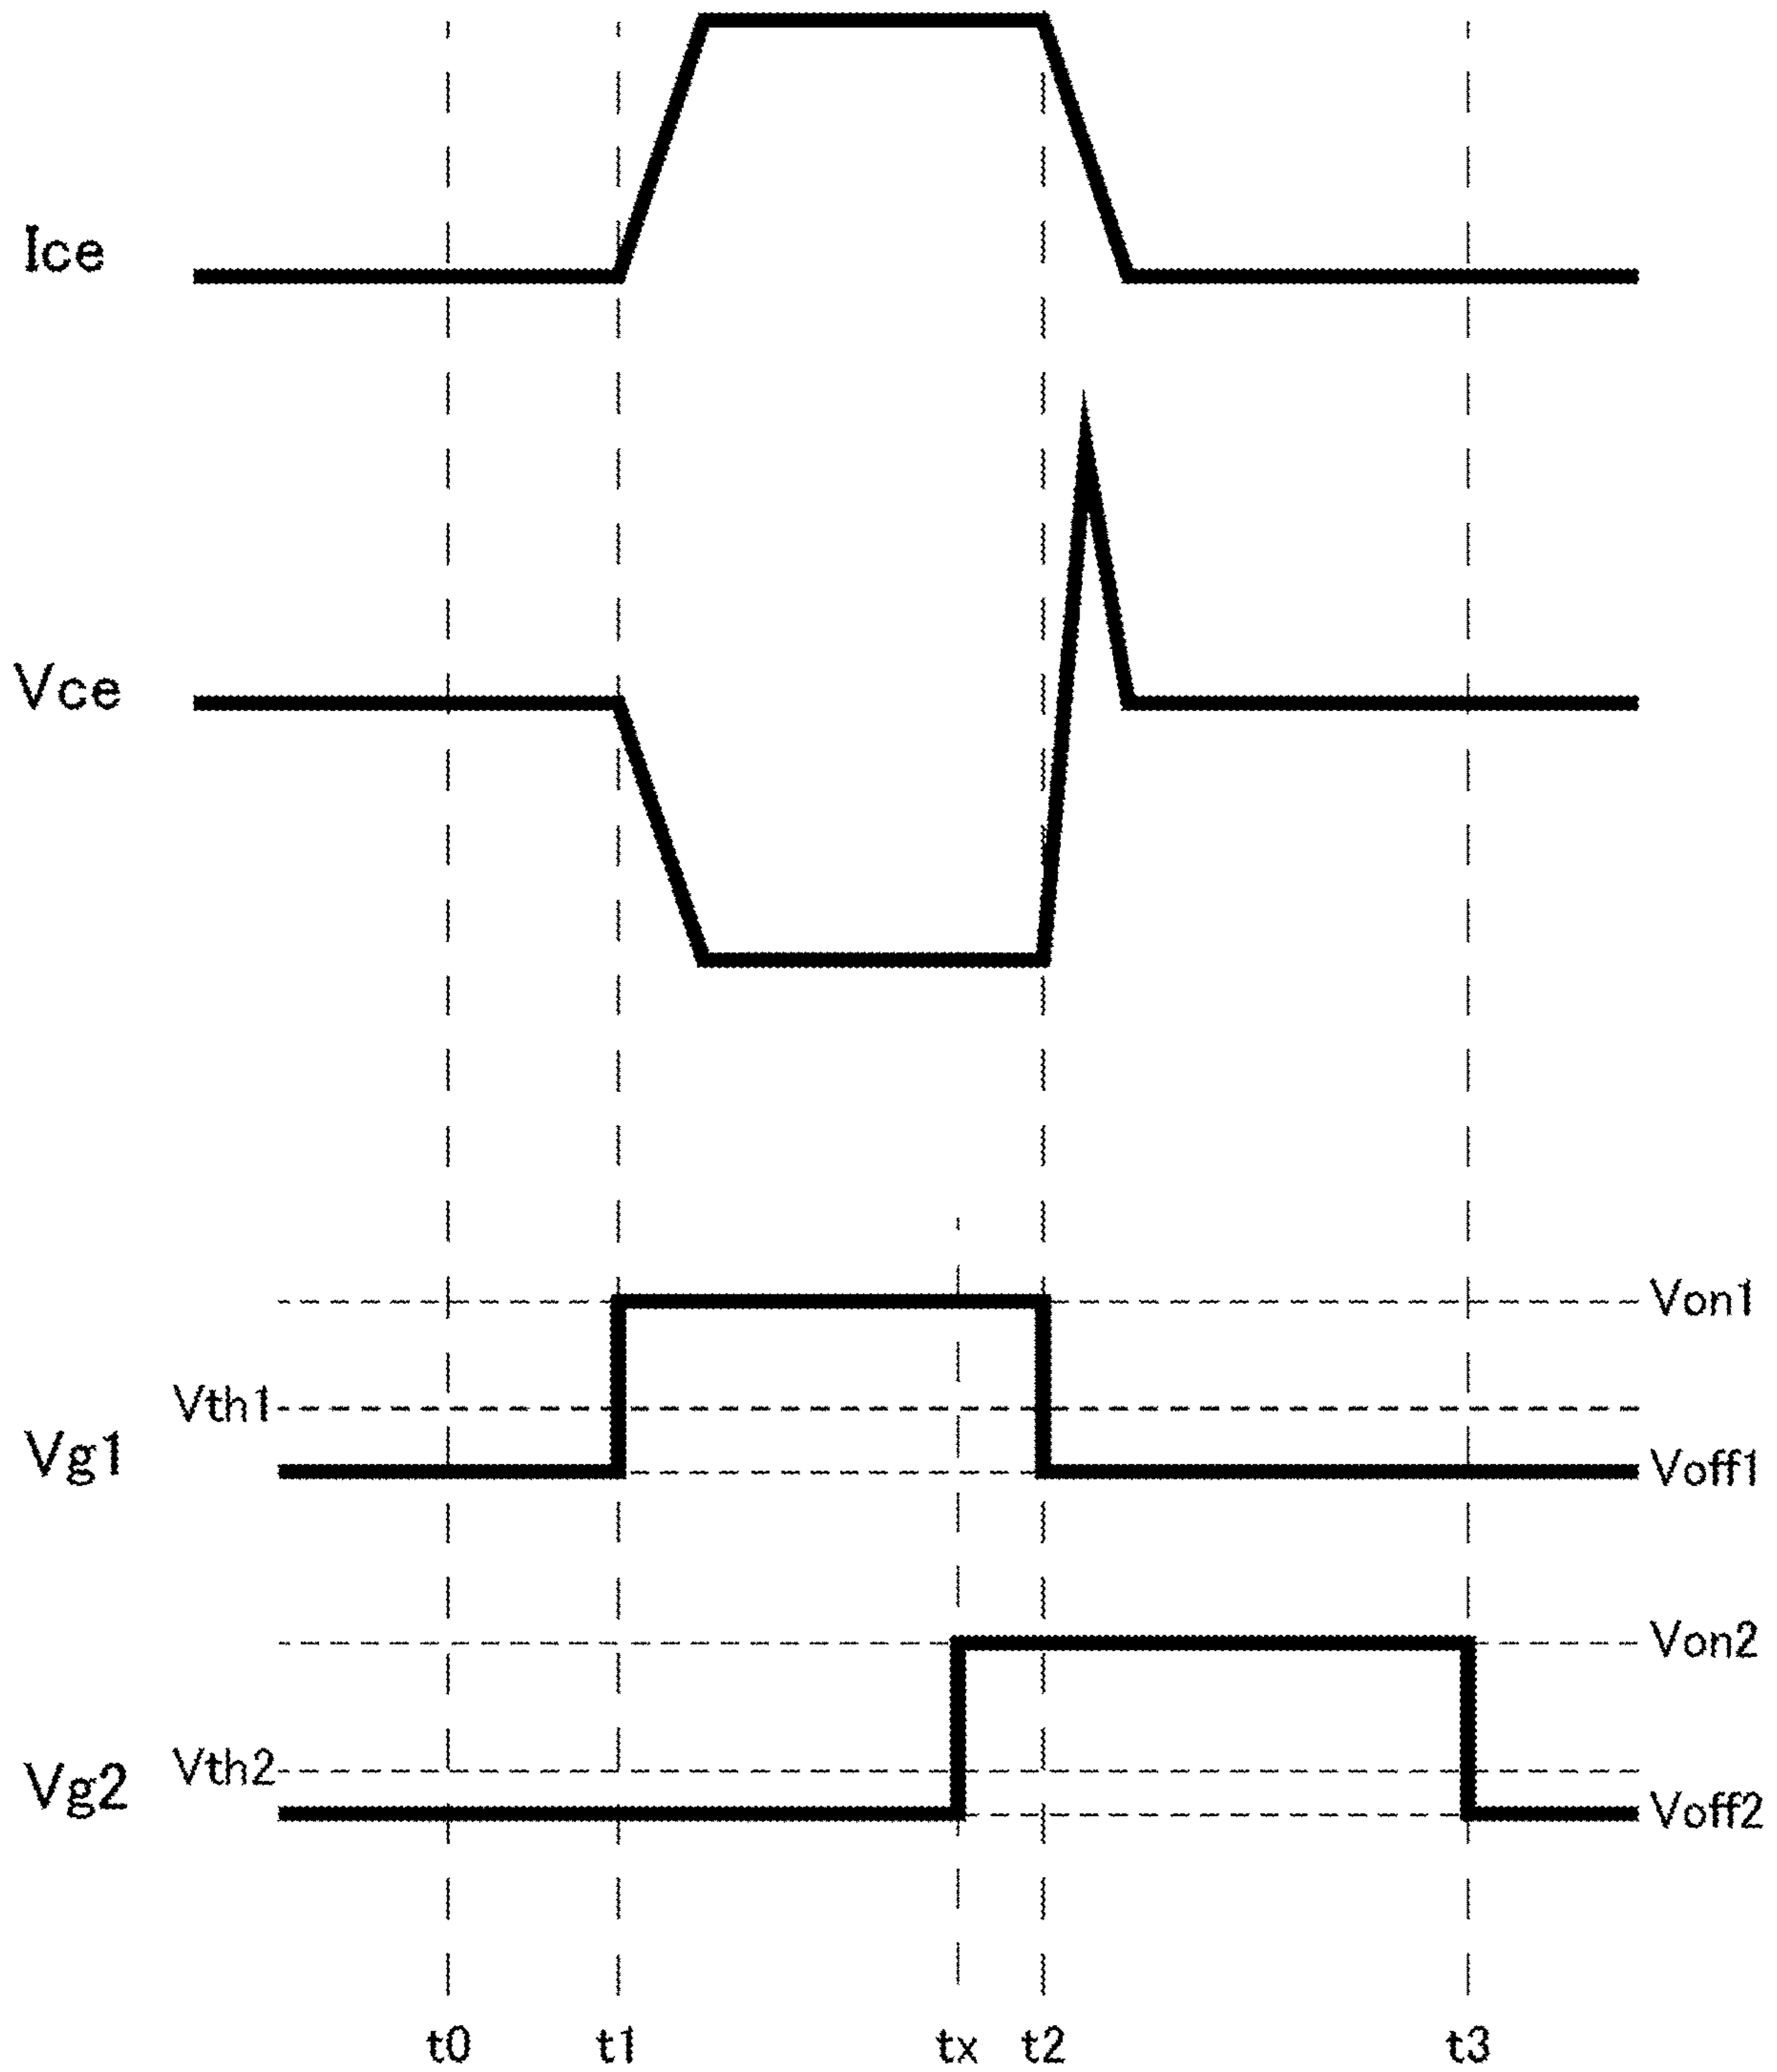 Ice
Vce
Von1
Vth1
Vg1
Voff1
Von2
Vth2
Vg2
Voff2
t0 t1 tx t2 t3